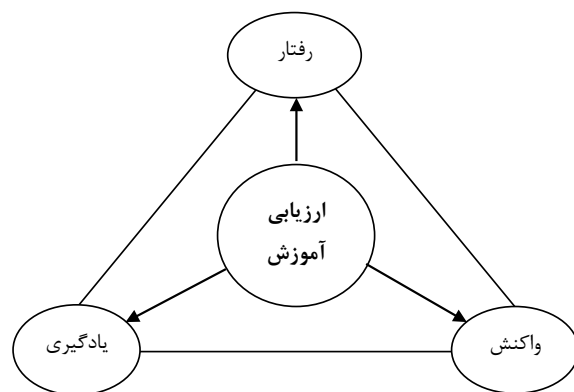 رفتار
ارزیابی
آموزش
واکنش
یادگیری